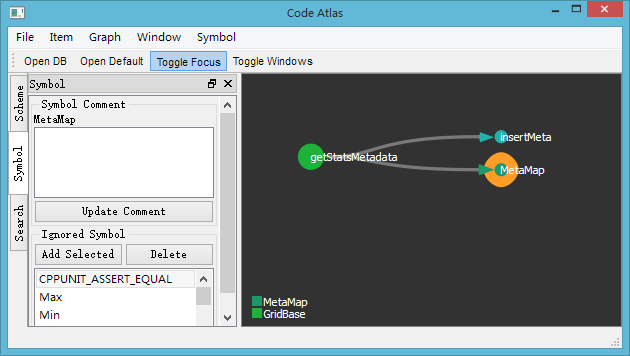 Code Atlas
File Item Graph Window Symbol
Open DB Open Default Toggle Focus Toggle Windows
Scheme
Symbol
Search
Symbol
Symbol Comment
MetaMap
Update Comment
Ignored Symbol
Add Selected Delete
CPPUNIT_ASSERT_EQUAL
Max
Min
insertMeta
getStatsMetadata
MetaMap
MetaMap
GridBase